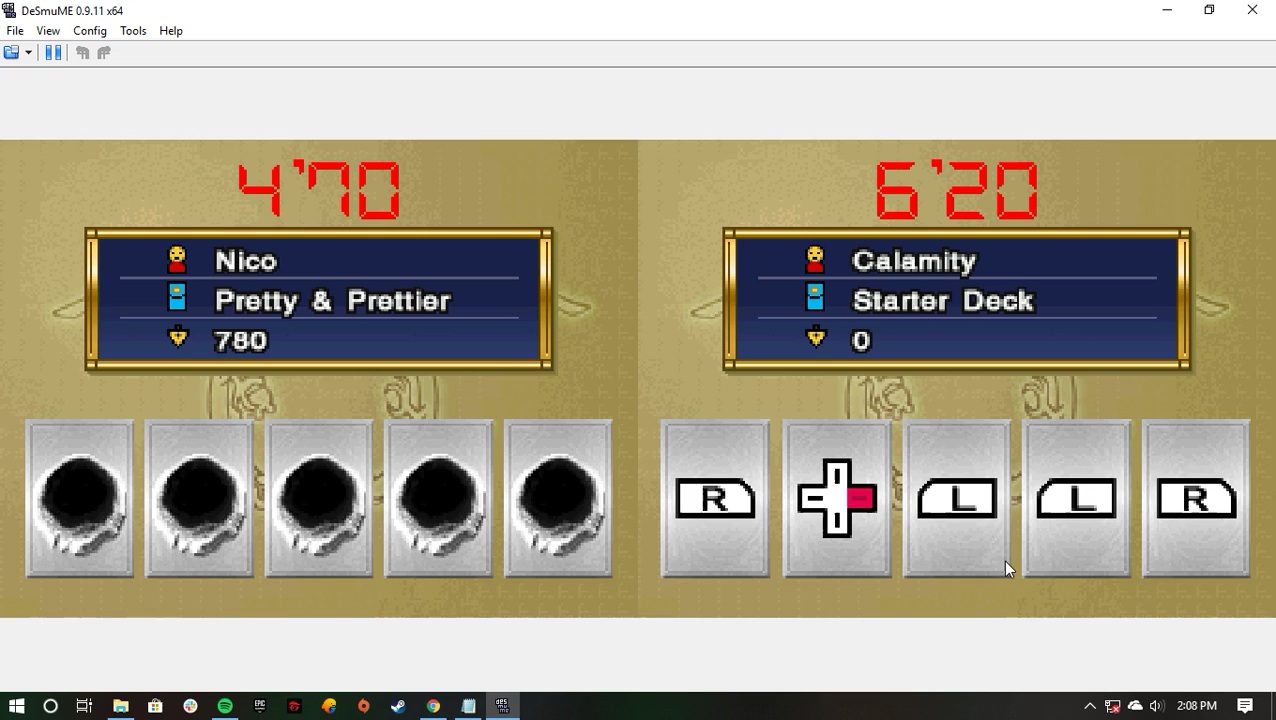 DeSmuME 0.9.11 x64
File View Config Tools Help
4'70
Nico
Pretty & Prettier
780
6'20
Calamity
Starter Deck
0
R L L R
EPIC
2:08 PM